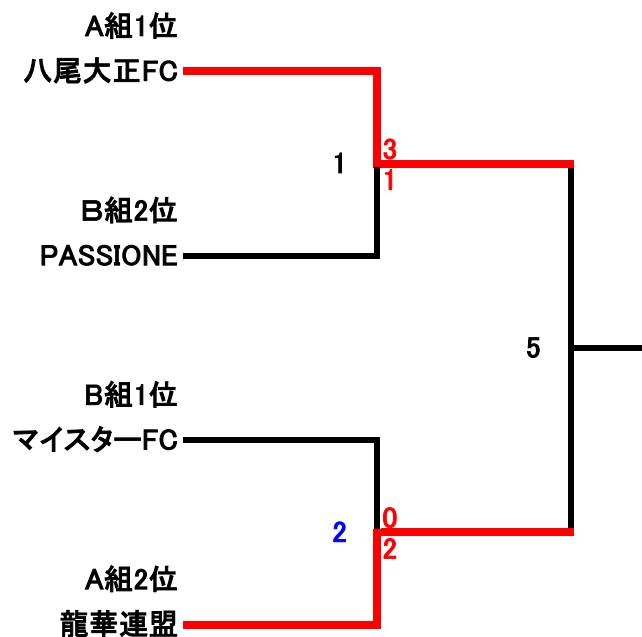 A組1位
八尾大正FC
1
3
1
B組2位
PASSIONE
5
B組1位
マイスターFC
2
0
2
A組2位
龍華連盟